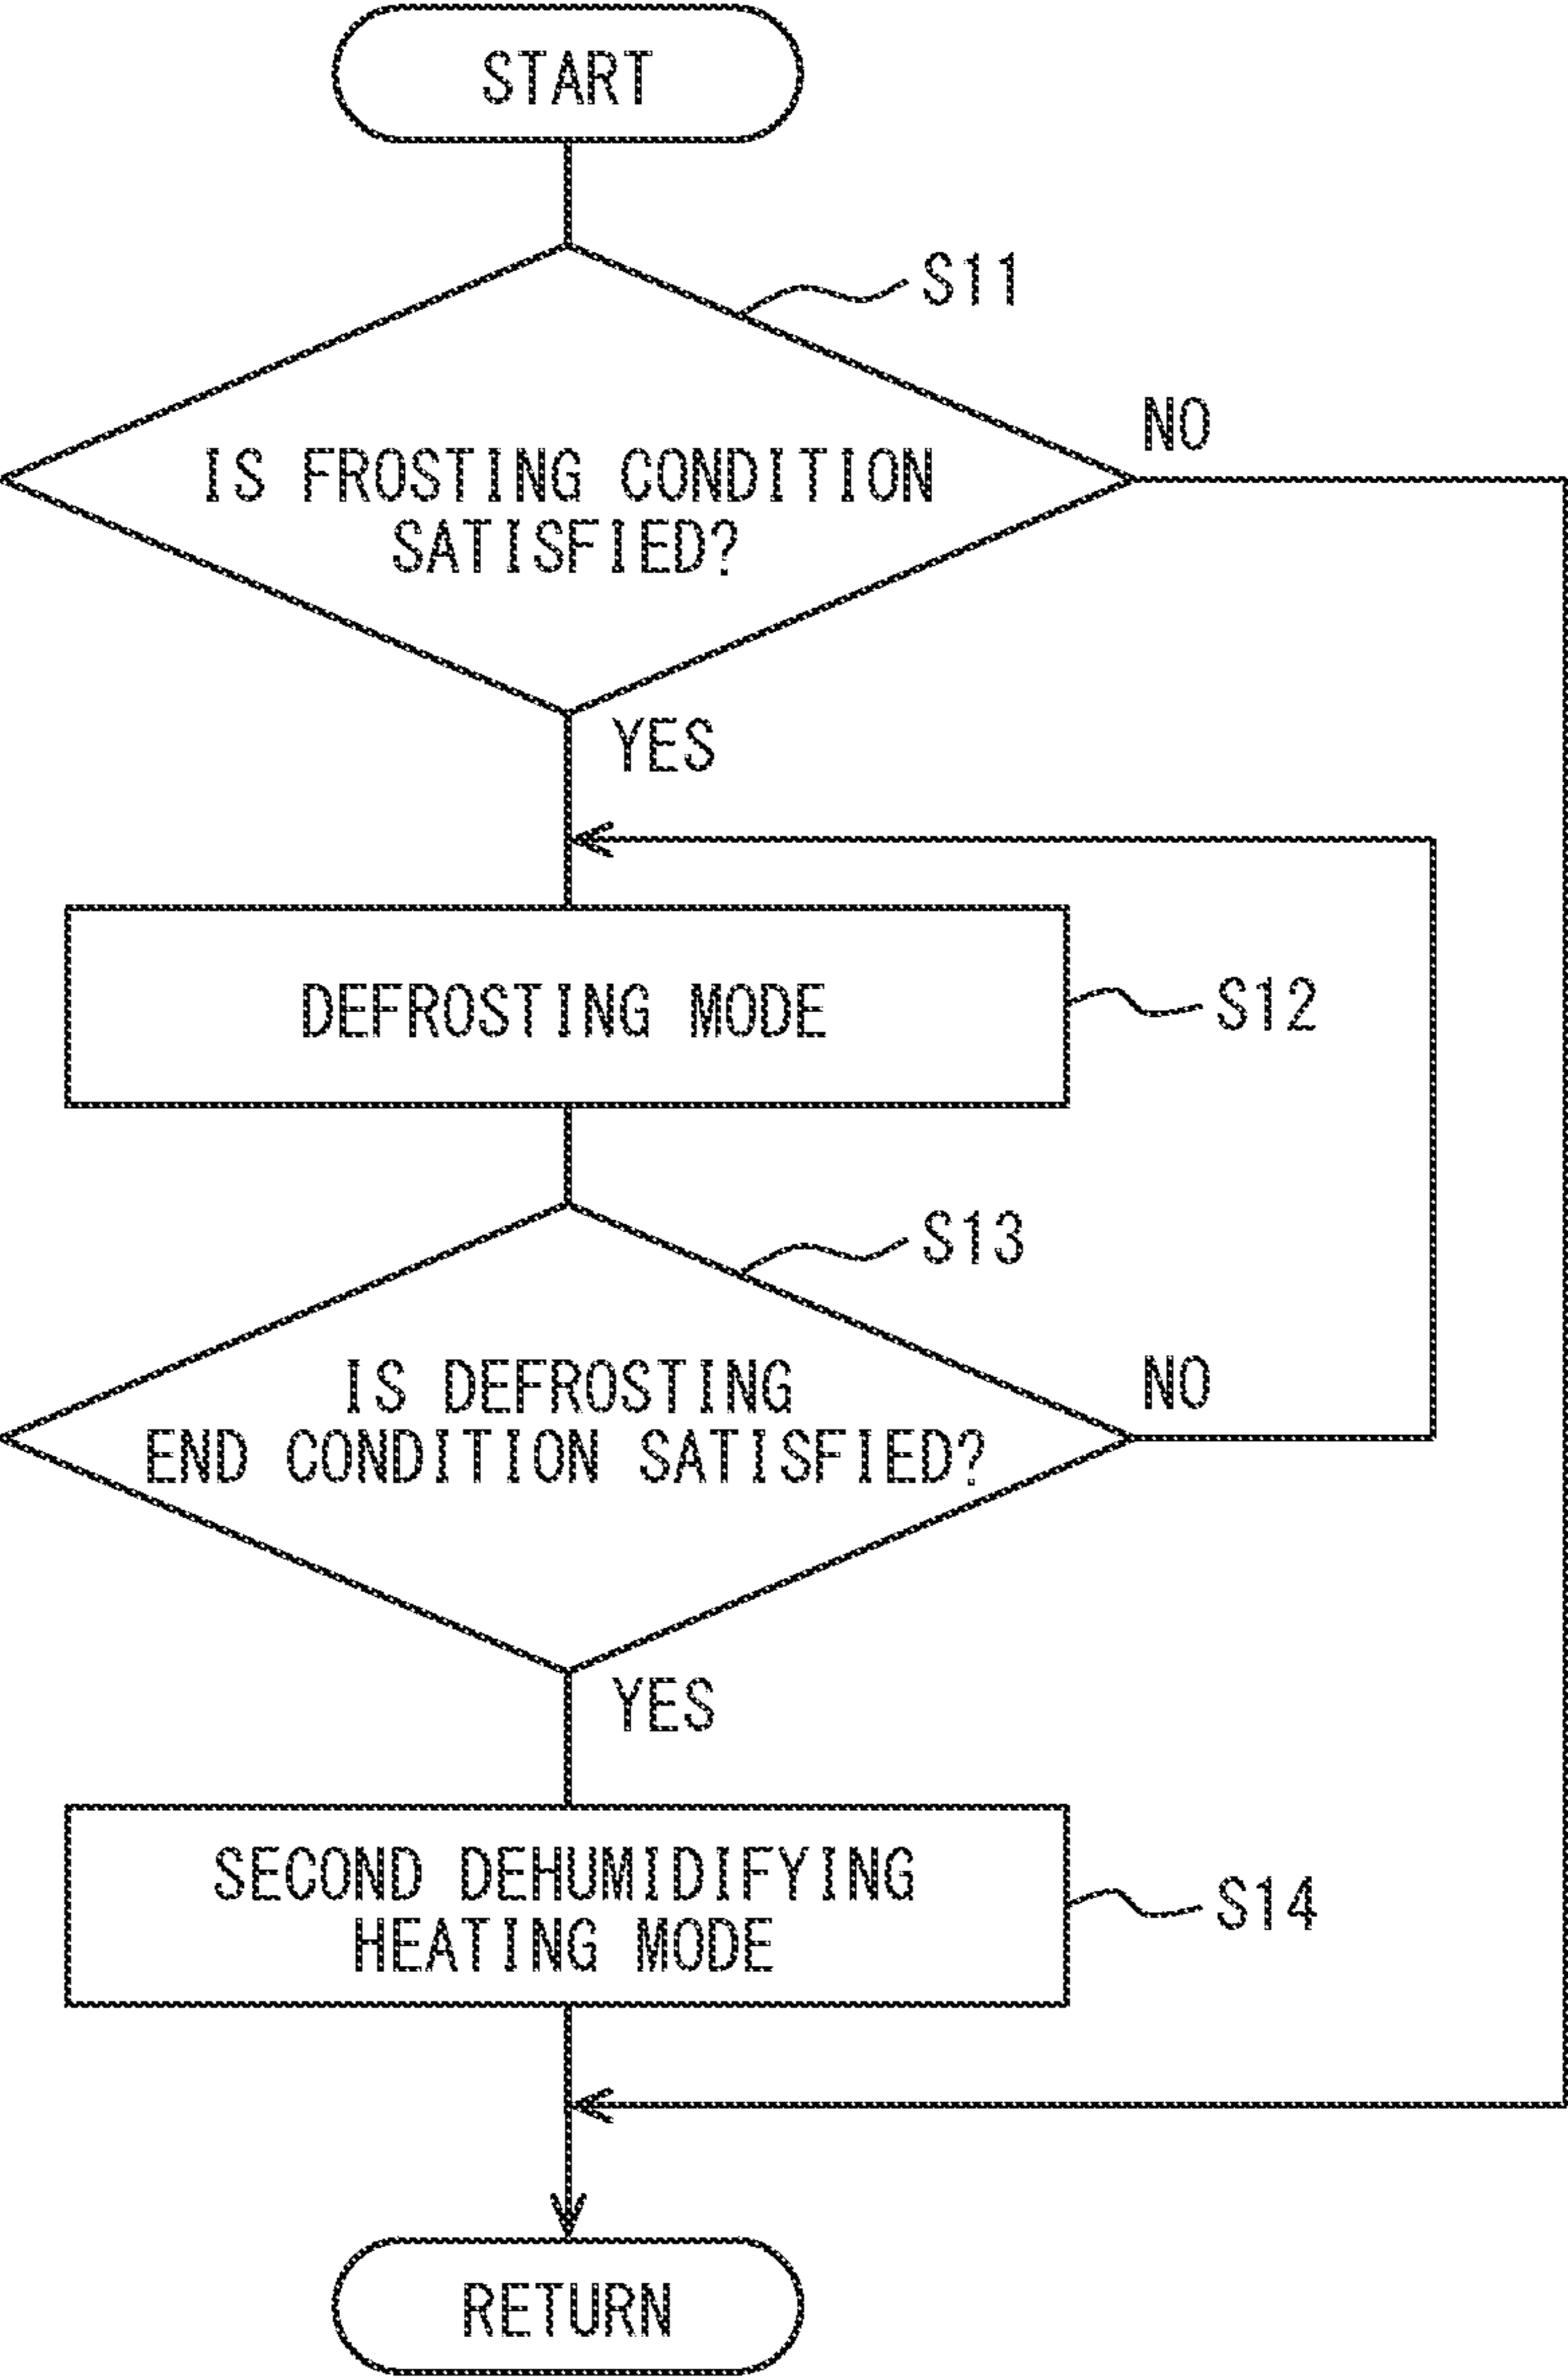 START
S11
NO
IS FROSTING CONDITION
SATISFIED?
YES
DEFROSTING MODE
S12
S13
IS DEFROSTING
NO
END CONDITION SATISFIED?
YES
SECOND DEHUMIDIFYING
HEATING MODE
S14
RETURN